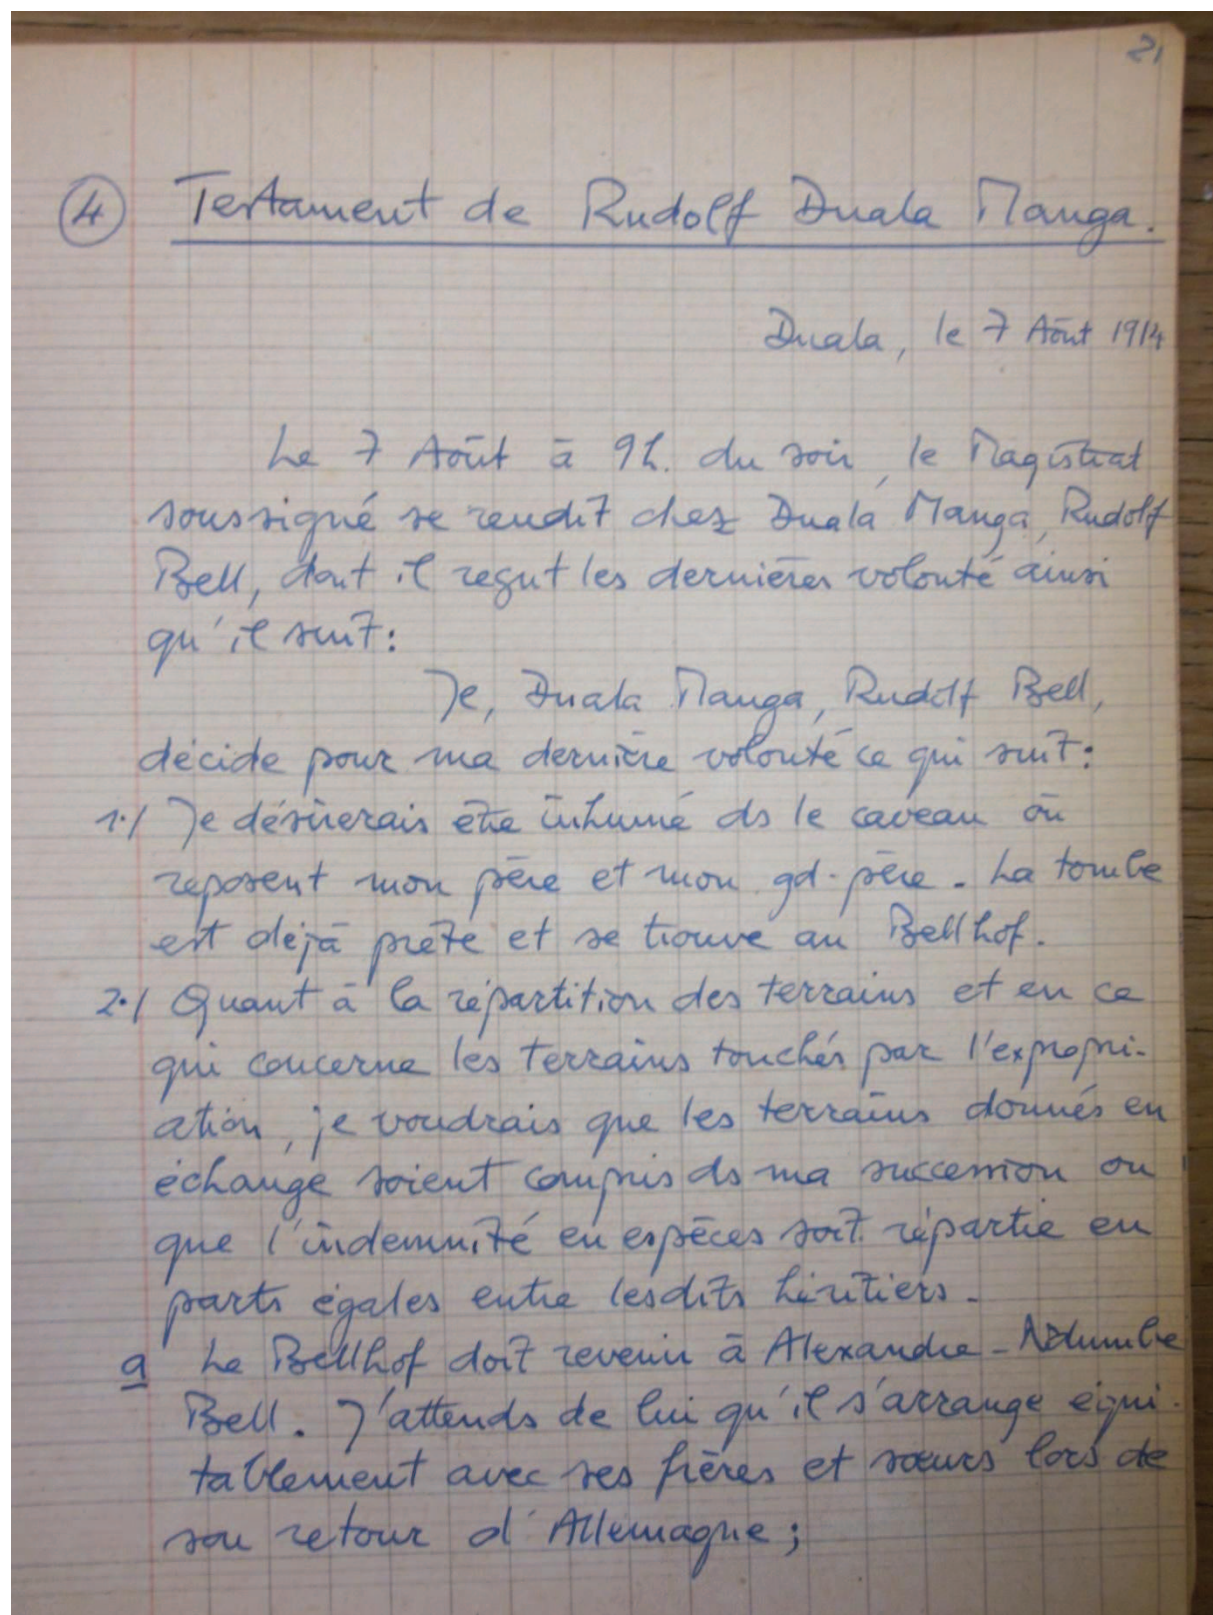 21
4 Testament de Rudolf Duala Manga.
Duala, le 7 Août 1914
Le 7 Août à 9h. du soir, le Magistrat
soussigné se rendit chez Duala Manga, Rudolf
Bell, dont il reçut les dernières volonté ainsi
qu'il suit:
Je, Duala Manga, Rudolf Bell,
décide pour ma dernière volonté ce qui suit:
1./ Je désirerais être inhumé ds le caveau où
reposent mon père et mon gd-père. La tombe
est déjà prête et se trouve au Bellhof.
2./ Quant à la répartition des terrains et en ce
qui concerne les terrains touchés par l'expropri-
ation, je voudrais que les terrains donnés en
échange soient compris ds ma succession ou
que l'indemnité en espèces soit répartie en
parts égales entre lesdits héritiers.
a Le Bellhof doit revenir à Alexandre-Ndumbe
Bell. J'attends de lui qu'il s'arrange équi-
tablement avec ses frères et sœurs lors de
son retour d'Allemagne;